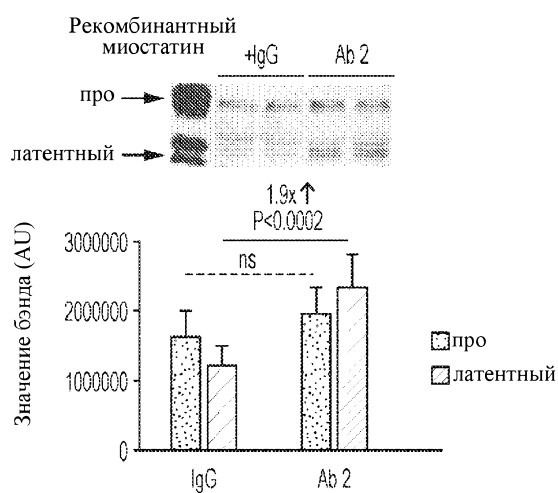 Рекомбинантный
миостатин
+IgG Ab 2
про
латентный
1.9x ↑
P<0.0002
ns
Значение бэнда (AU)
3000000
2000000
1000000
0
IgG Ab 2
про
латентный